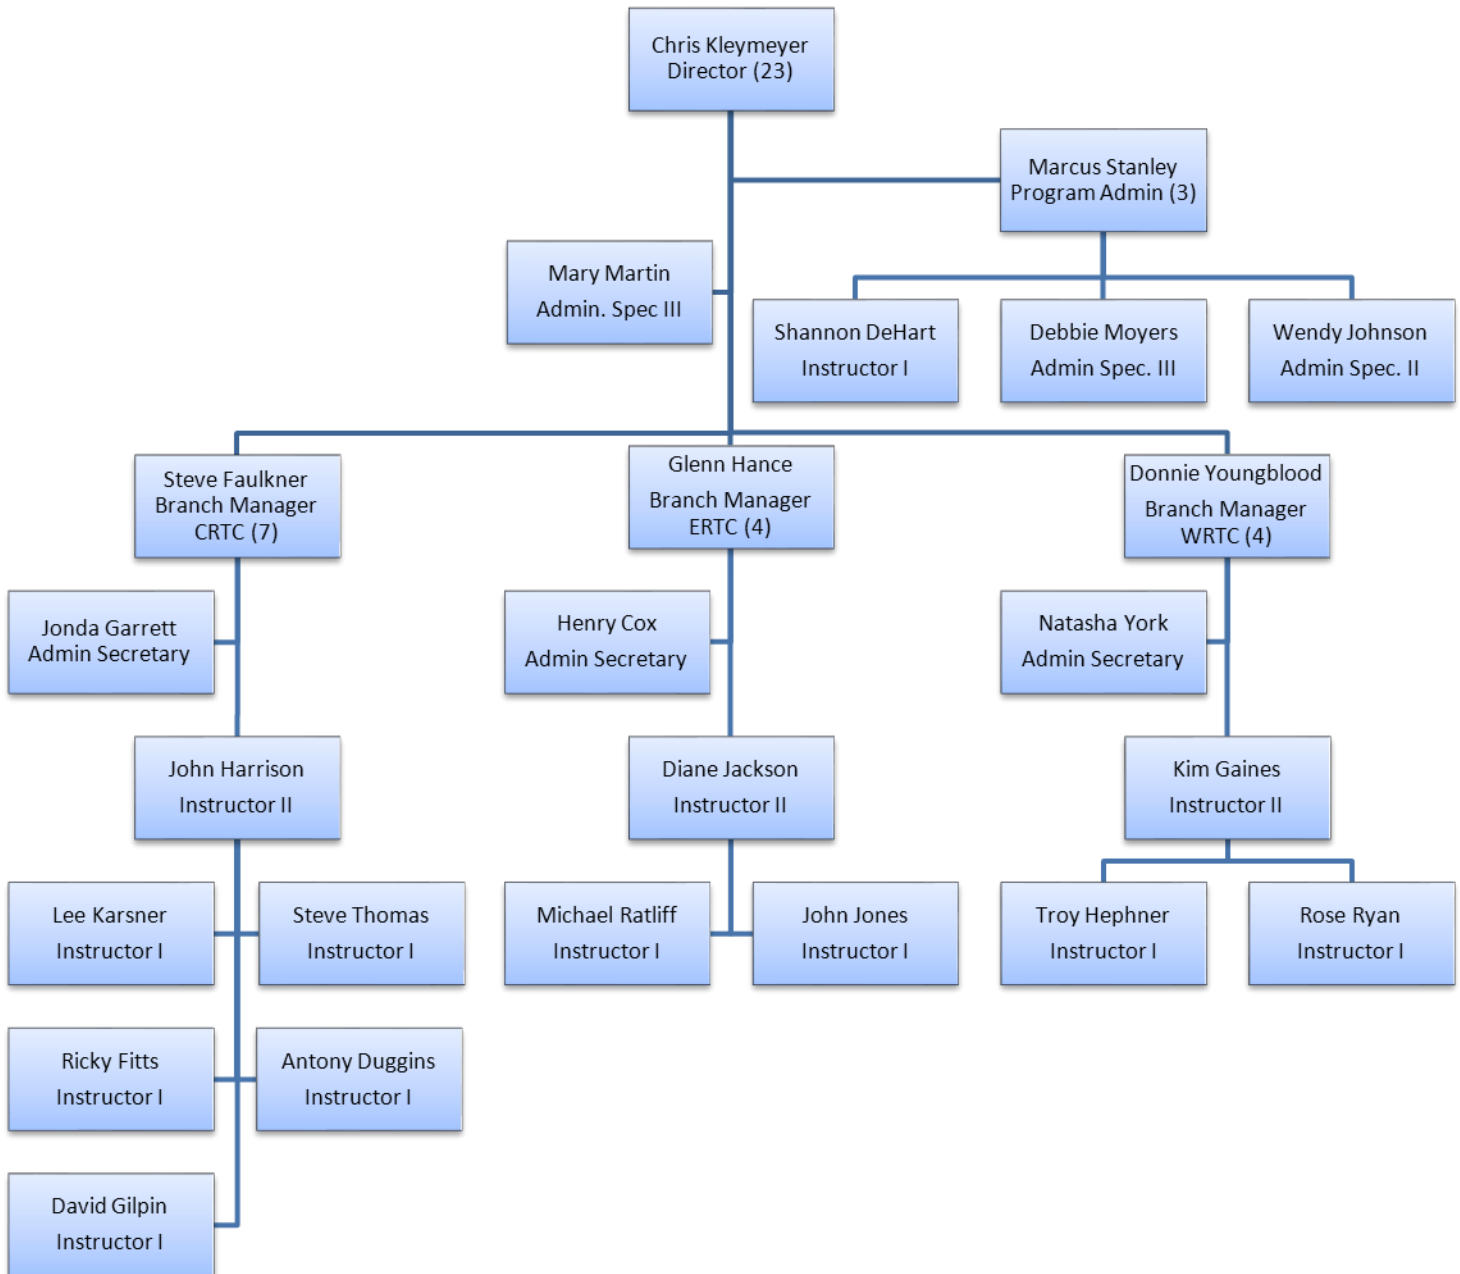 Chris Kleymeyer
Director (23)
Marcus Stanley
Program Admin (3)
Mary Martin
Admin. Spec III
Shannon DeHart
Instructor I
Debbie Moyers
Admin Spec. III
Wendy Johnson
Admin Spec. II
Steve Faulkner
Branch Manager
CRTC (7)
Glenn Hance
Branch Manager
ERTC (4)
Donnie Youngblood
Branch Manager
WRTC (4)
Jonda Garrett
Admin Secretary
Henry Cox
Admin Secretary
Natasha York
Admin Secretary
John Harrison
Instructor II
Diane Jackson
Instructor II
Kim Gaines
Instructor II
Lee Karsner
Instructor I
Steve Thomas
Instructor I
Michael Ratliff
Instructor I
John Jones
Instructor I
Troy Hephner
Instructor I
Rose Ryan
Instructor I
Ricky Fitts
Instructor I
Antony Duggins
Instructor I
David Gilpin
Instructor I